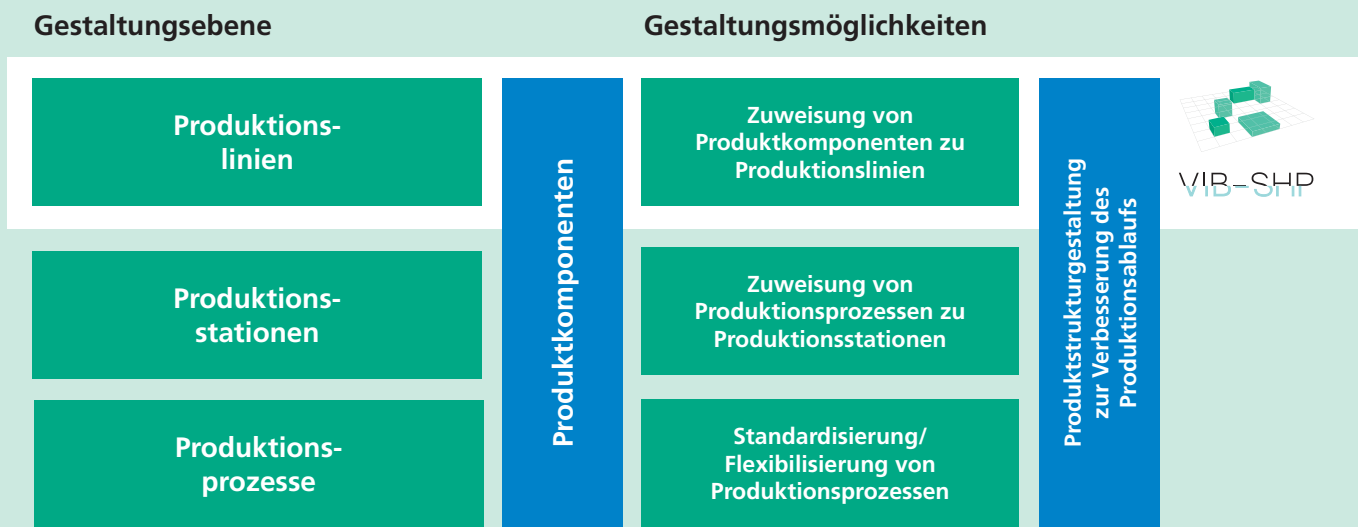 Gestaltungsebene
Gestaltungsmöglichkeiten
Produktions-
linien
Produktkomponenten
Zuweisung von
Produktkomponenten zu
Produktionslinien
Produktstrukturgestaltung
zur Verbesserung des
Produktionsablaufs
VIB-SHP
Produktions-
stationen
Zuweisung von
Produktionsprozessen zu
Produktionsstationen
Produktions-
prozesse
Standardisierung/
Flexibilisierung von
Produktionsprozessen